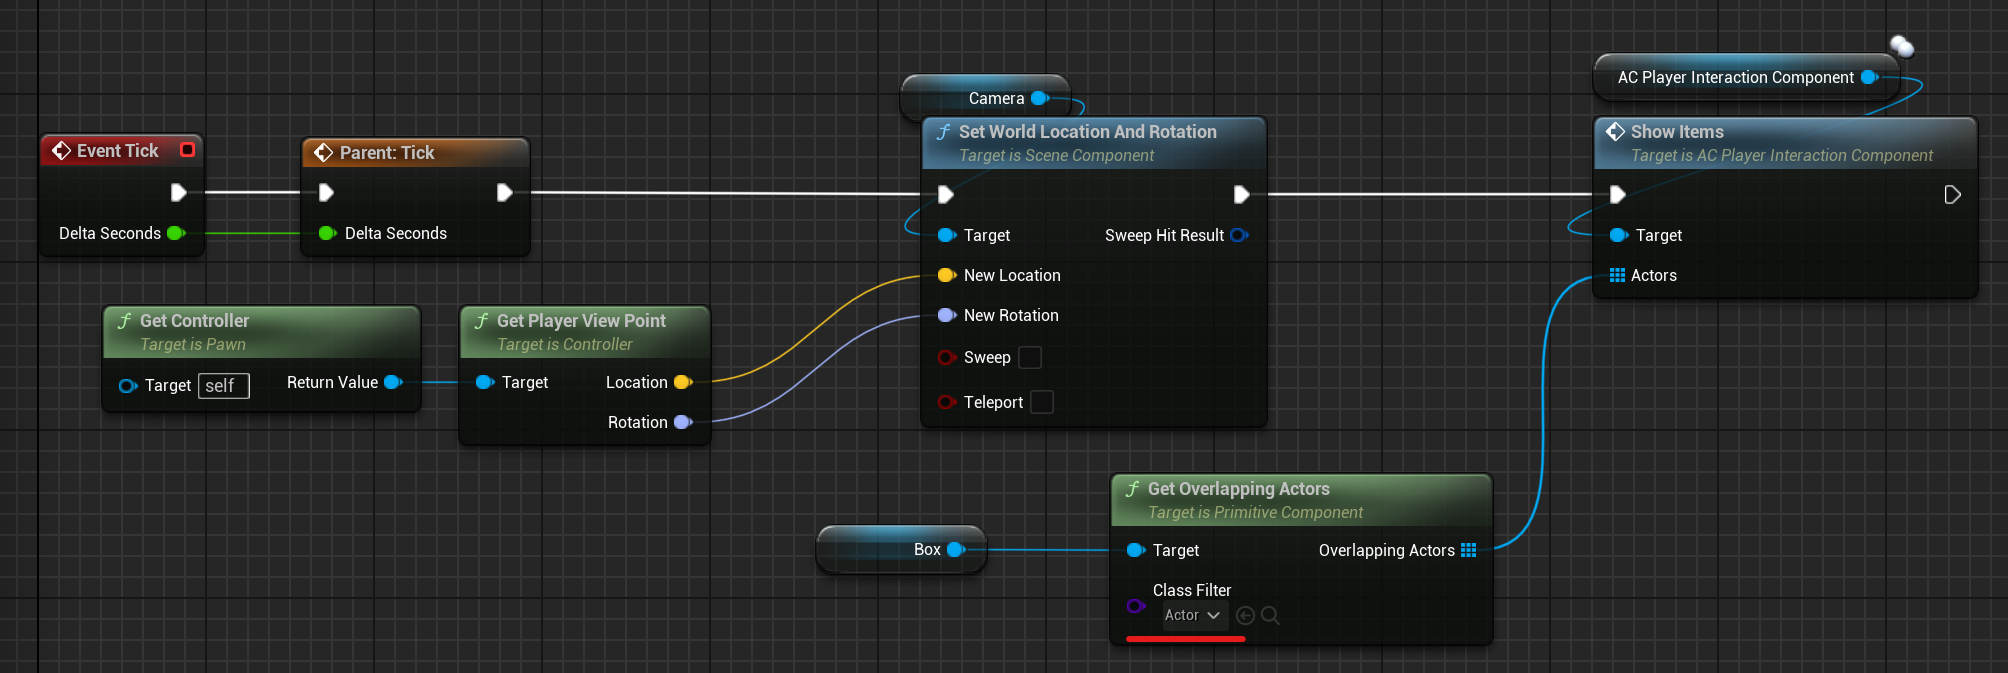 AC Player Interaction Component
Camera
Set World Location And Rotation
Target is Scene Component
Target
Sweep Hit Result
New Location
New Rotation
Sweep
Teleport
Show Items
Target is AC Player Interaction Component
Target
Actors
Event Tick
Delta Seconds
Parent: Tick
Delta Seconds
Get Controller
Target is Pawn
Target self
Return Value
Get Player View Point
Target is Controller
Target
Location
Rotation
Get Overlapping Actors
Target is Primitive Component
Box
Target
Overlapping Actors
Class Filter
Actor